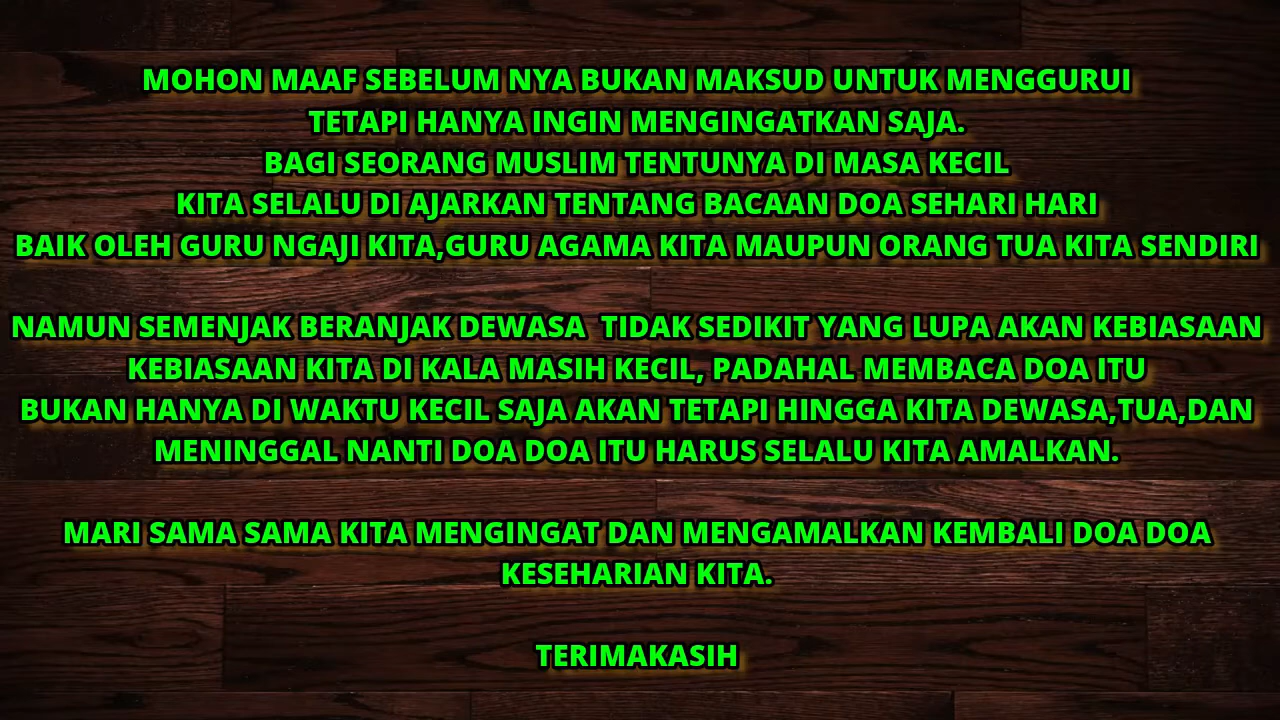 MOHON MAAF SEBELUM NYA BUKAN MAKSUD UNTUK MENGGURUI
TETAPI HANYA INGIN MENGINGATKAN SAJA.
BAGI SEORANG MUSLIM TENTUNYA DI MASA KECIL
KITA SELALU DI AJARKAN TENTANG BACAAN DOA SEHARI HARI
BAIK OLEH GURU NGAJI KITA,GURU AGAMA KITA MAUPUN ORANG TUA KITA SENDIRI
NAMUN SEMENJAK BERANJAK DEWASA  TIDAK SEDIKIT YANG LUPA AKAN KEBIASAAN
KEBIASAAN KITA DI KALA MASIH KECIL, PADAHAL MEMBACA DOA ITU
BUKAN HANYA DI WAKTU KECIL SAJA AKAN TETAPI HINGGA KITA DEWASA,TUA,DAN
MENINGGAL NANTI DOA DOA ITU HARUS SELALU KITA AMALKAN.
MARI SAMA SAMA KITA MENGINGAT DAN MENGAMALKAN KEMBALI DOA DOA
KESEHARIAN KITA.
TERIMAKASIH